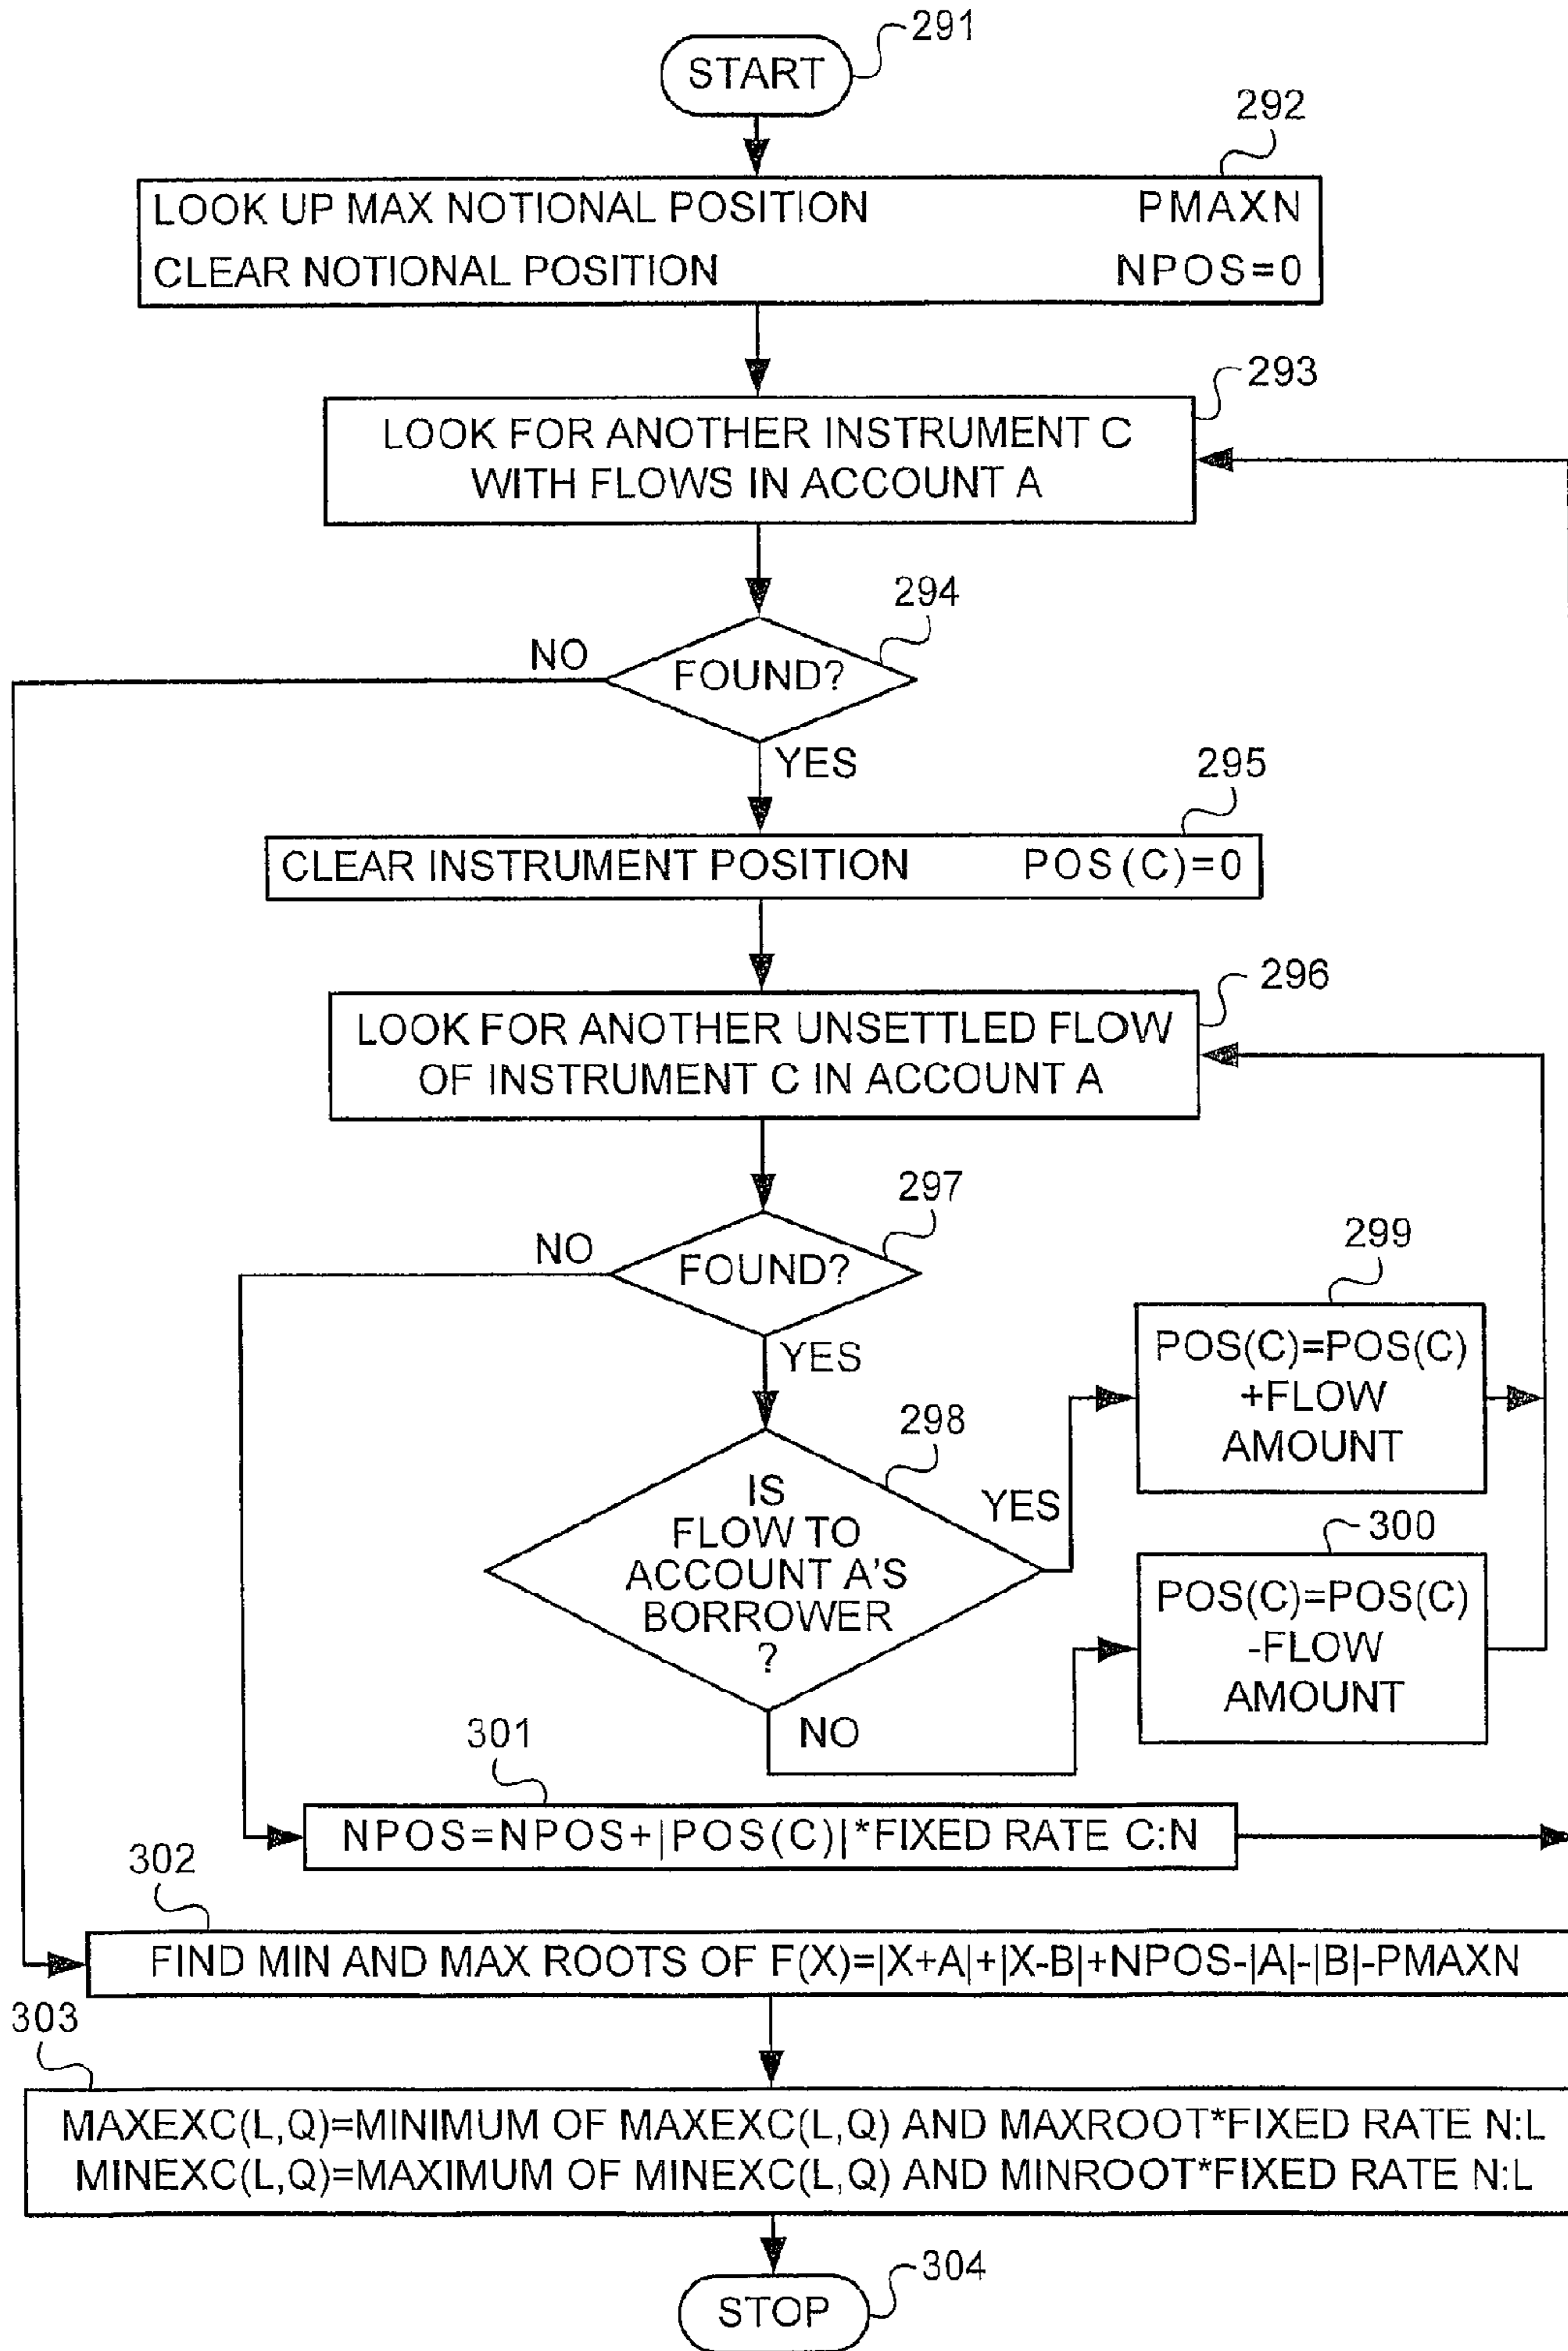 291
START
292
LOOK UP MAX NOTIONAL POSITION PMAXN
CLEAR NOTIONAL POSITION NPOS=0
293
LOOK FOR ANOTHER INSTRUMENT C
WITH FLOWS IN ACCOUNT A
294
NO
FOUND?
YES
295
CLEAR INSTRUMENT POSITION POS(C)=0
296
LOOK FOR ANOTHER UNSETTLED FLOW
OF INSTRUMENT C IN ACCOUNT A
297
NO
FOUND?
YES
299
POS(C)=POS(C)
+FLOW
AMOUNT
298
IS
FLOW TO
ACCOUNT A'S
BORROWER
?
YES
NO
300
POS(C)=POS(C)
-FLOW
AMOUNT
301
NPOS=NPOS+|POS(C)|*FIXED RATE C:N
302
FIND MIN AND MAX ROOTS OF F(X)=|X+A|+|X-B|+NPOS-|A|-|B|-PMAXN
303
MAXEXC(L,Q)=MINIMUM OF MAXEXC(L,Q) AND MAXROOT*FIXED RATE N:L
MINEXC(L,Q)=MAXIMUM OF MINEXC(L,Q) AND MINROOT*FIXED RATE N:L
304
STOP